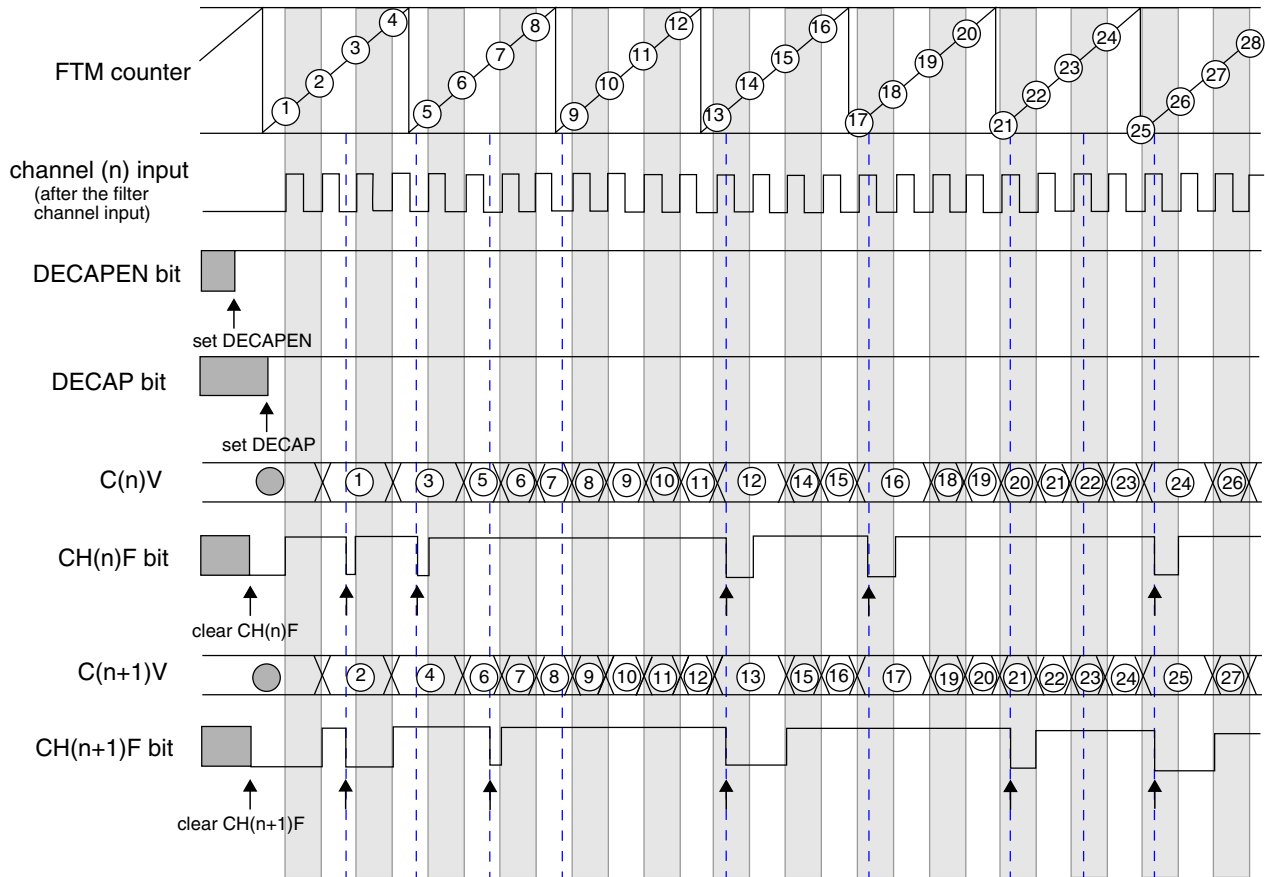 4 8 12 16 20 24 28
3 7 11 15 19 23 27
2 6 10 14 18 22 26
1 5 9 13 17 21 25
FTM counter
channel (n) input
(after the filter
channel input)
DECAPEN bit
set DECAPEN
DECAP bit
set DECAP
C(n)V 1 3 5 6 7 8 9 10 11 12 14 15 16 18 19 20 21 22 23 24 26
CH(n)F bit
clear CH(n)F
C(n+1)V 2 4 6 7 8 9 10 11 12 13 15 16 17 19 20 21 22 23 24 25 27
CH(n+1)F bit
clear CH(n+1)F